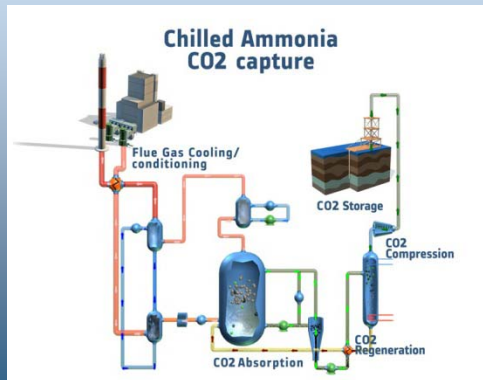 Chilled Ammonia
CO2 capture
Flue Gas Cooling/
conditioning
CO2 Storage
CO2
Compression
CO2
Regeneration
CO2 Absorption